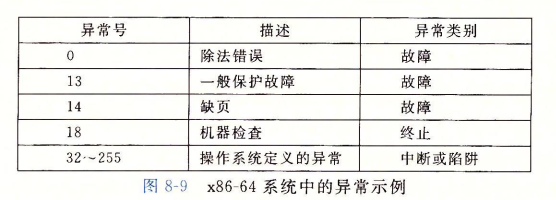 异常号 描述 异常类别
0 除法错误 故障
13 一般保护故障 故障
14 缺页 故障
18 机器检查 终止
32~255 操作系统定义的异常 中断或陷阱
图 8-9 x86-64 系统中的异常示例